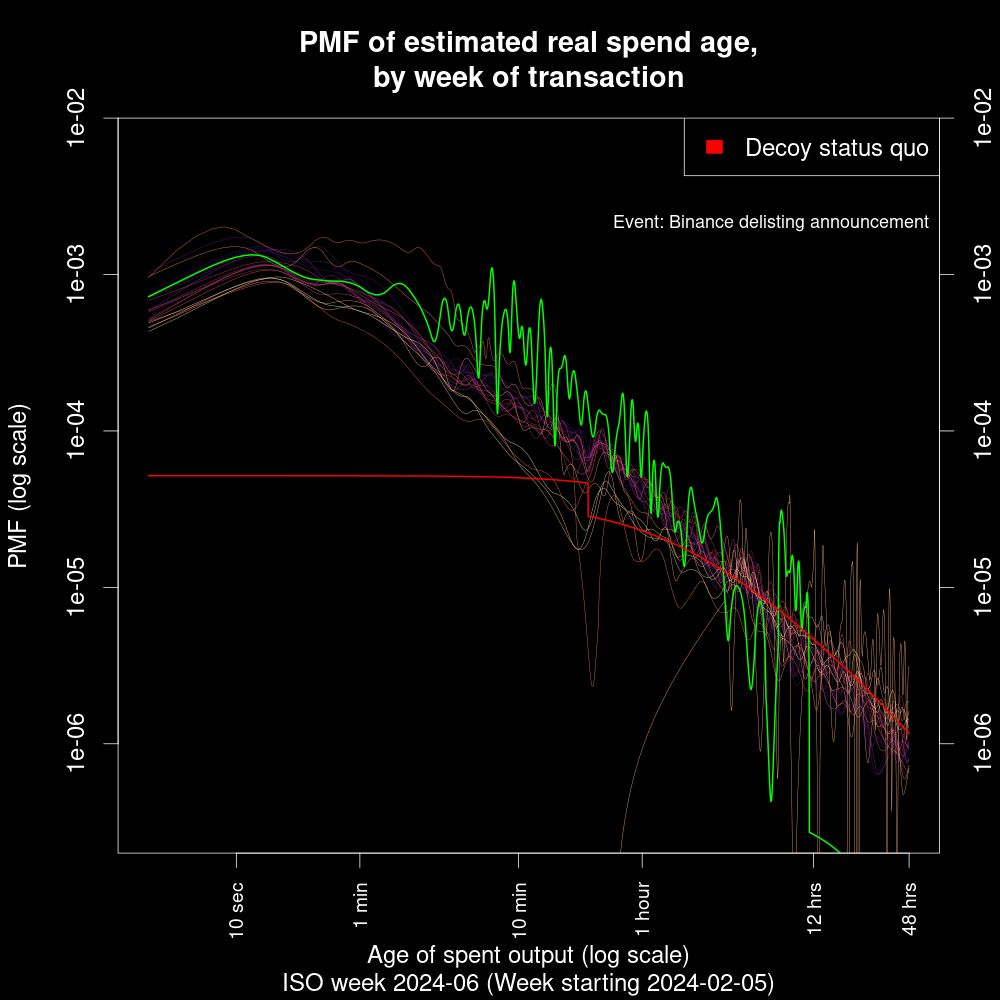 PMF of estimated real spend age,
by week of transaction
Decoy status quo
Event: Binance delisting announcement
PMF (log scale)
1e-02
1e-03
1e-04
1e-05
1e-06
1e-02
1e-03
1e-04
1e-05
1e-06
10 sec
1 min
10 min
1 hour
12 hrs
48 hrs
Age of spent output (log scale)
ISO week 2024-06 (Week starting 2024-02-05)